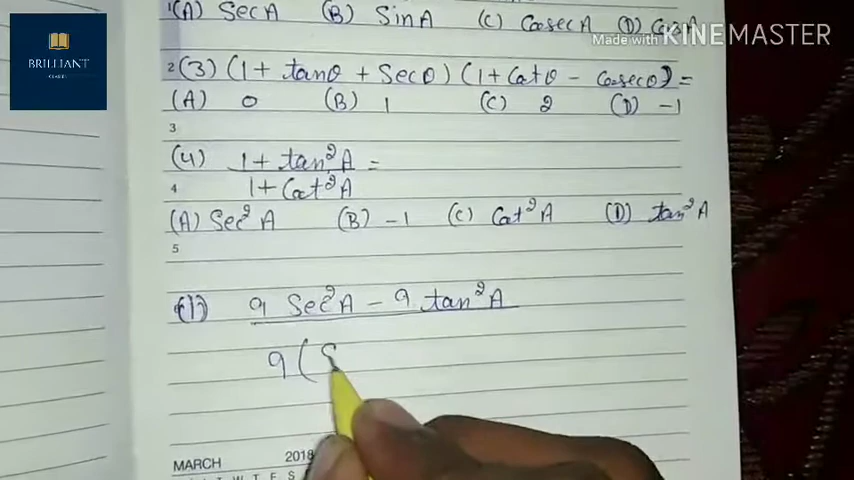 (A) Sec A (B) Sin A (C) Cosec A (D) Cos A
Made with KINEMASTER
BRILLIANT
2 (3) (1 + tanθ + Secθ) (1 + Cotθ - Cosecθ) =
(A) 0 (B) 1 (C) 2 (D) -1
3
(4) 1 + tan²A =
1 + Cot²A
4
(A) Sec²A (B) -1 (C) Cot²A (D) tan²A
5
(1) 9 Sec²A - 9 tan²A
9 ( S
MARCH 2018